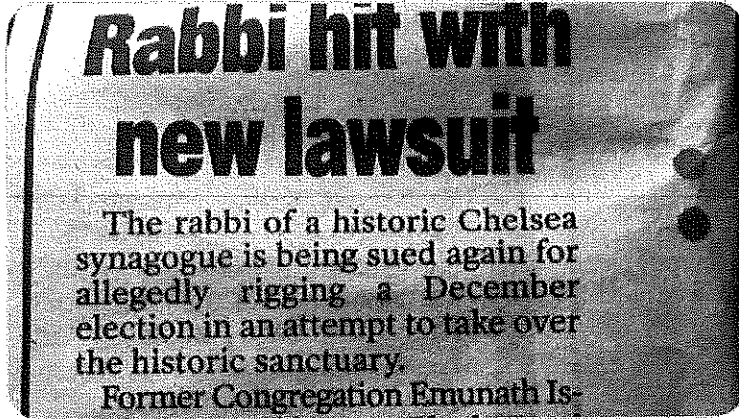 Rabbi hit with
new lawsuit
The rabbi of a historic Chelsea
synagogue is being sued again for
allegedly rigging a December
election in an attempt to take over
the historic sanctuary.
Former Congregation Emunath Is-